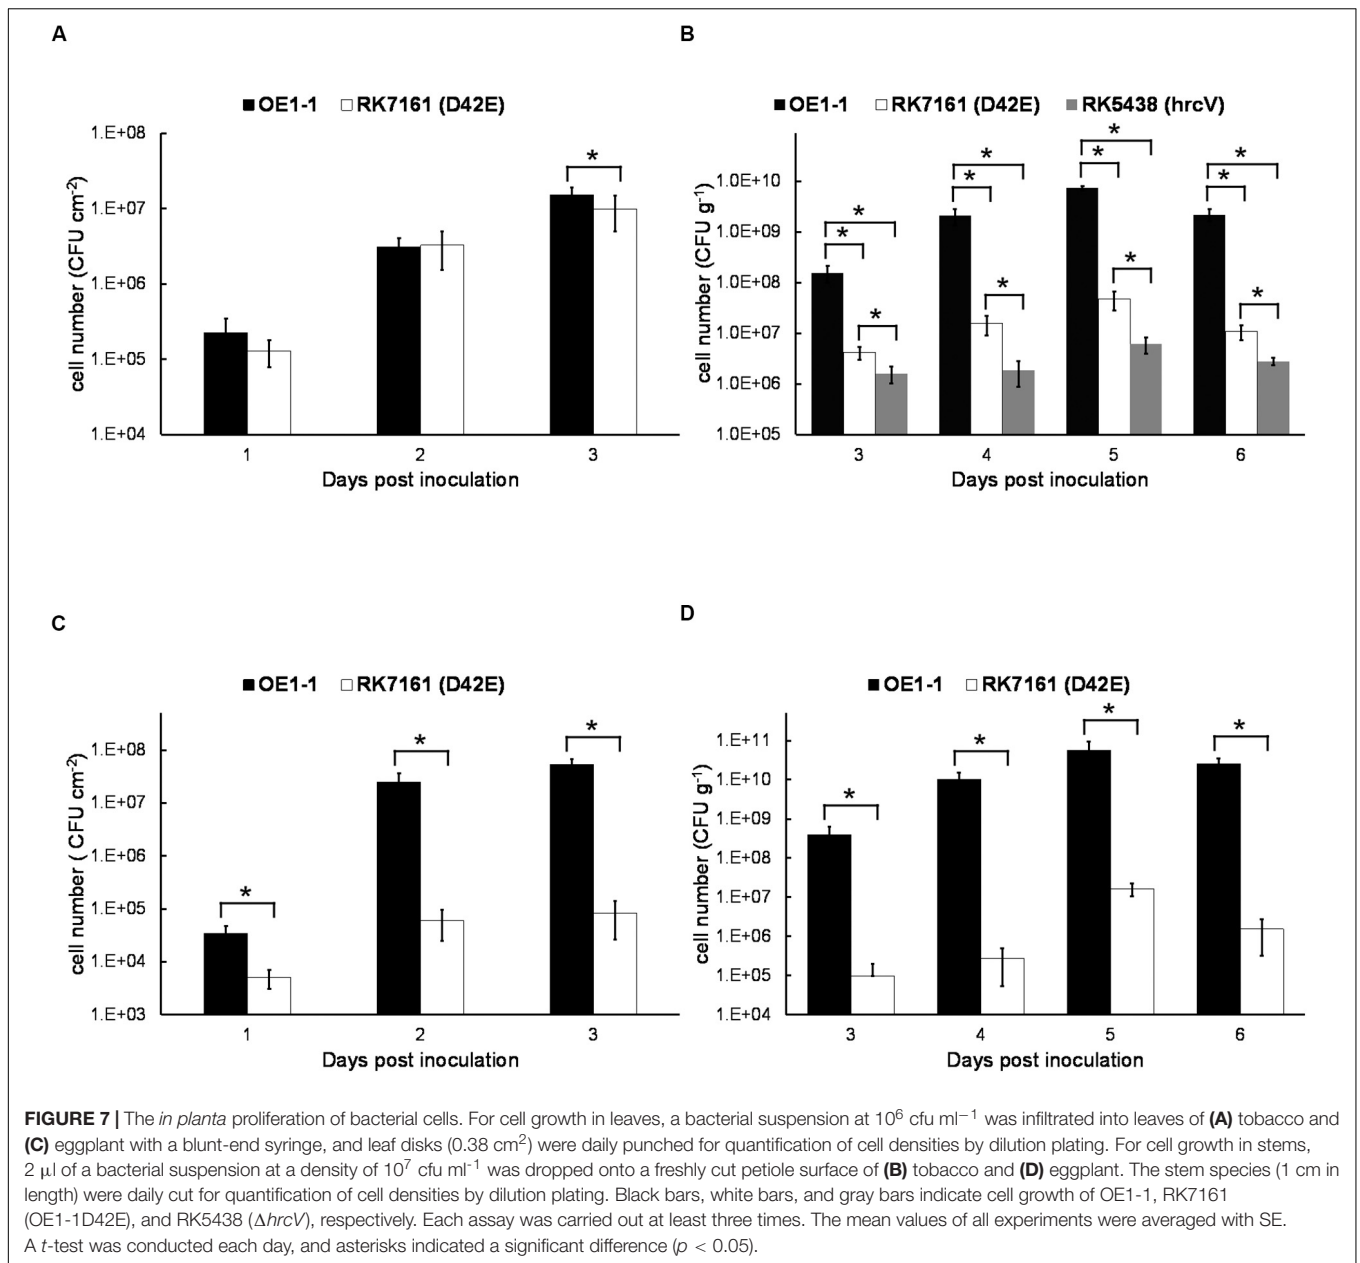 A
■ OE1-1 □ RK7161 (D42E)
cell number (CFU cm-2)
1.E+08
1.E+07
1.E+06
1.E+05
1.E+04
*
1 2 3
Days post inoculation
B
■ OE1-1 □ RK7161 (D42E) ■ RK5438 (hrcV)
cell number (CFU g-1)
1.0E+10
1.0E+09
1.0E+08
1.0E+07
1.0E+06
1.0E+05
* * *
* * *
* * *
* * *
3 4 5 6
Days post inoculation
C
■ OE1-1 □ RK7161 (D42E)
cell number ( CFU cm-2)
1.E+08
1.E+07
1.E+06
1.E+05
1.E+04
1.E+03
* * *
1 2 3
Days post inoculation
D
■ OE1-1 □ RK7161 (D42E)
cell number (CFU g-1)
1.E+11
1.E+10
1.E+09
1.E+08
1.E+07
1.E+06
1.E+05
1.E+04
* * * *
3 4 5 6
Days post inoculation
FIGURE 7 | The in planta proliferation of bacterial cells. For cell growth in leaves, a bacterial suspension at 10⁶ cfu ml⁻¹ was infiltrated into leaves of (A) tobacco and
(C) eggplant with a blunt-end syringe, and leaf disks (0.38 cm²) were daily punched for quantification of cell densities by dilution plating. For cell growth in stems,
2 μl of a bacterial suspension at a density of 10⁷ cfu ml-¹ was dropped onto a freshly cut petiole surface of (B) tobacco and (D) eggplant. The stem species (1 cm in
length) were daily cut for quantification of cell densities by dilution plating. Black bars, white bars, and gray bars indicate cell growth of OE1-1, RK7161
(OE1-1D42E), and RK5438 (ΔhrcV), respectively. Each assay was carried out at least three times. The mean values of all experiments were averaged with SE.
A t-test was conducted each day, and asterisks indicated a significant difference (p < 0.05).